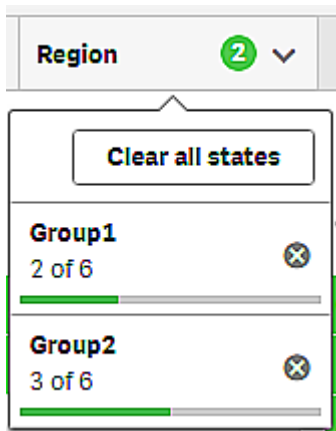 Region 2
Clear all states
Group1
2 of 6
Group2
3 of 6